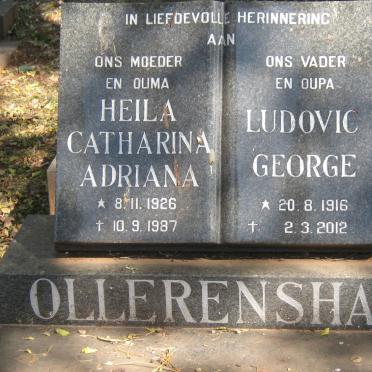 IN LIEFDEVOLLE HERINNERING
AAN
ONS MOEDER
EN OUMA
HEILA
CATHARINA
ADRIANA
* 8.11.1926
† 10.9.1987
ONS VADER
EN OUPA
LUDOVIC
GEORGE
* 20.8.1916
† 2.3.2012
OLLERENSHA